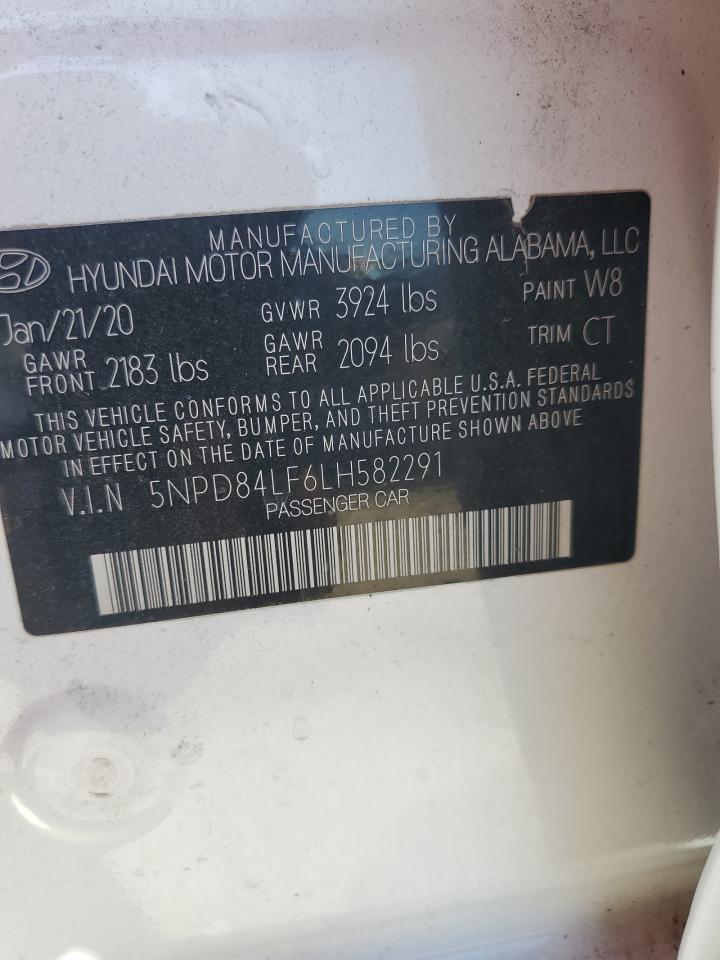 MANUFACTURED BY
HYUNDAI MOTOR MANUFACTURING ALABAMA, LLC
Jan/21/20 GVWR 3924 lbs PAINT W8
GAWR FRONT 2183 lbs GAWR REAR 2094 lbs TRIM CT
THIS VEHICLE CONFORMS TO ALL APPLICABLE U.S.A. FEDERAL
MOTOR VEHICLE SAFETY, BUMPER, AND THEFT PREVENTION STANDARDS
IN EFFECT ON THE DATE OF MANUFACTURE SHOWN ABOVE
V.I.N 5NPD84LF6LH582291
PASSENGER CAR